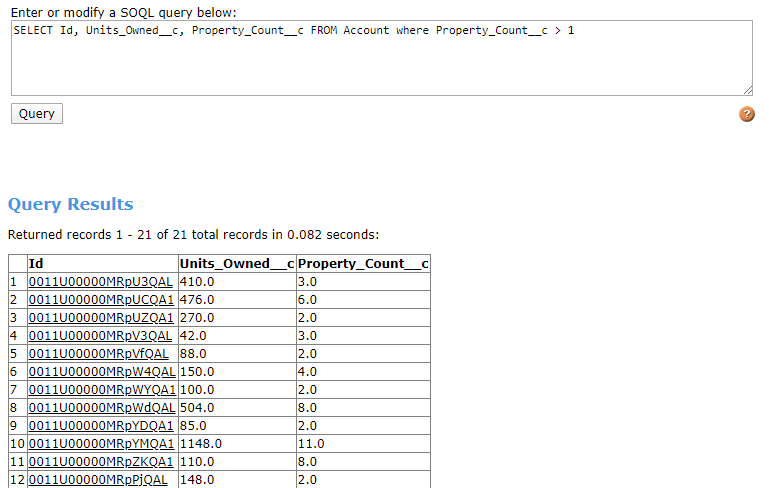 Enter or modify a SOQL query below:
SELECT Id, Units_Owned__c, Property_Count__c FROM Account where Property_Count__c > 1
Query
?
Query Results
Returned records 1 - 21 of 21 total records in 0.082 seconds:
Id Units_Owned__c Property_Count__c
1 0011U00000MRpU3QAL 410.0 3.0
2 0011U00000MRpUCQA1 476.0 6.0
3 0011U00000MRpUZQA1 270.0 2.0
4 0011U00000MRpV3QAL 42.0 3.0
5 0011U00000MRpVfQAL 88.0 2.0
6 0011U00000MRpW4QAL 150.0 4.0
7 0011U00000MRpWYQA1 100.0 2.0
8 0011U00000MRpWdQAL 504.0 8.0
9 0011U00000MRpYDQA1 85.0 2.0
10 0011U00000MRpYMQA1 1148.0 11.0
11 0011U00000MRpZKQA1 110.0 8.0
12 0011U00000MRpPjQAL 148.0 2.0